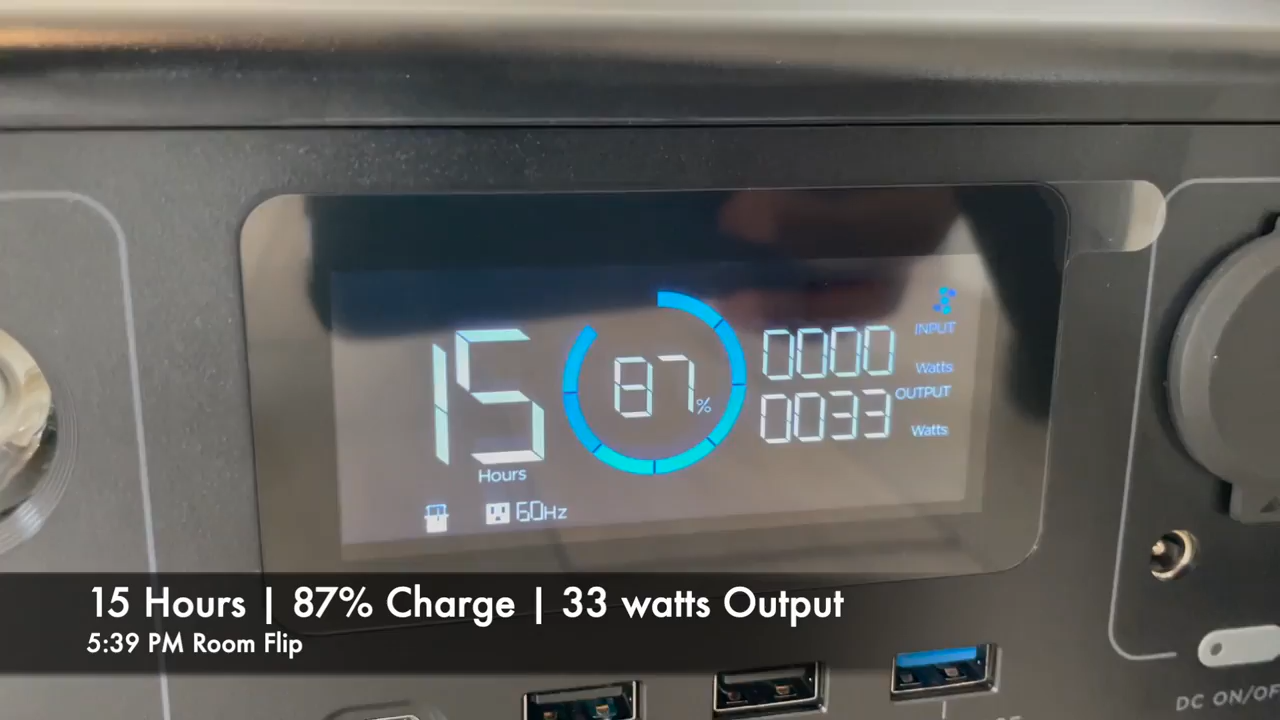 15
Hours
87%
0000
INPUT
Watts
0033
OUTPUT
Watts
60Hz
15 Hours | 87% Charge | 33 watts Output
5:39 PM Room Flip
DC ON/OF